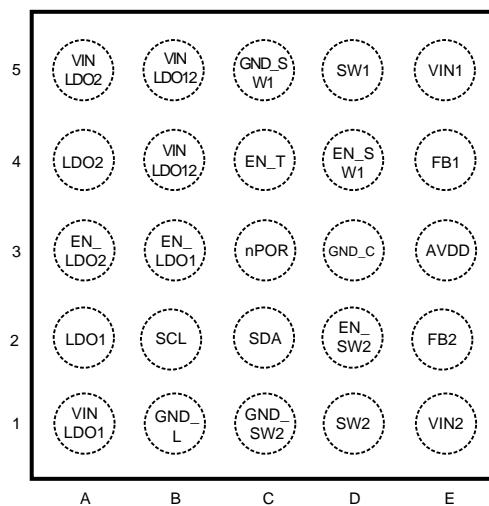 5
VIN
LDO2
VIN
LDO12
GND_S
W1
SW1
VIN1
4
LDO2
VIN
LDO12
EN_T
EN_S
W1
FB1
3
EN_
LDO2
EN_
LDO1
nPOR
GND_C
AVDD
2
LDO1
SCL
SDA
EN_
SW2
FB2
1
VIN
LDO1
GND_
L
GND_
SW2
SW2
VIN2
A B C D E